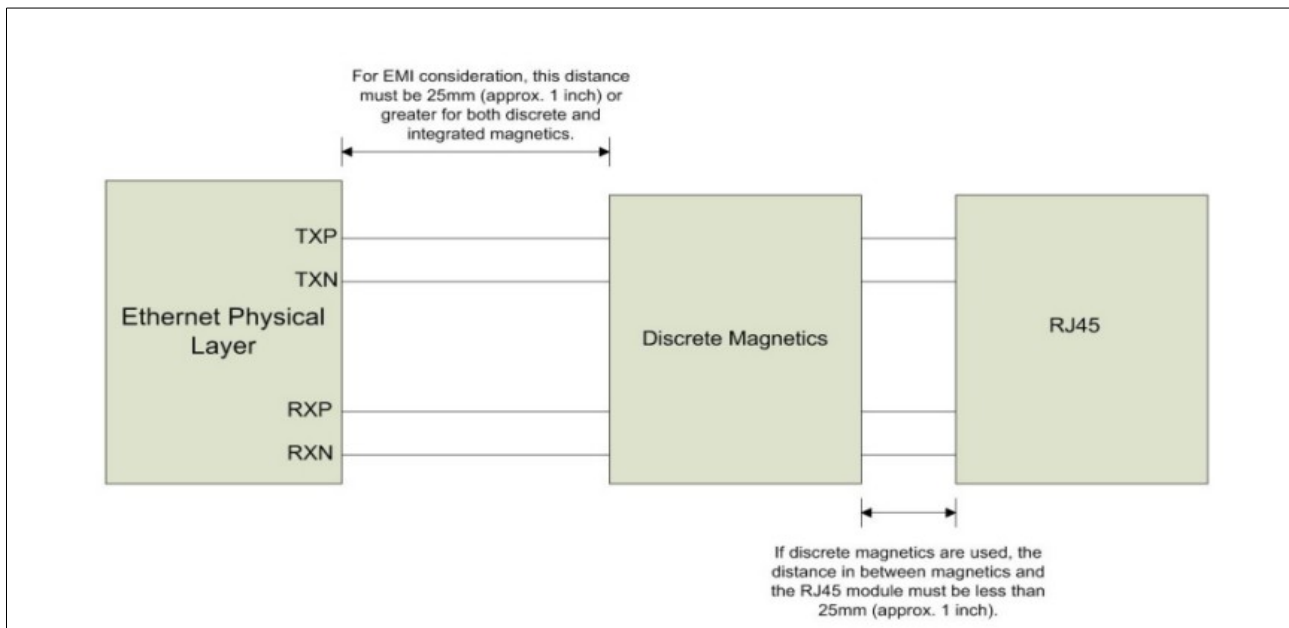 For EMI consideration, this distance
must be 25mm (approx. 1 inch) or
greater for both discrete and
integrated magnetics.
TXP
TXN
Ethernet Physical
Layer
RXP
RXN
Discrete Magnetics
RJ45
If discrete magnetics are used, the
distance in between magnetics and
the RJ45 module must be less than
25mm (approx. 1 inch).